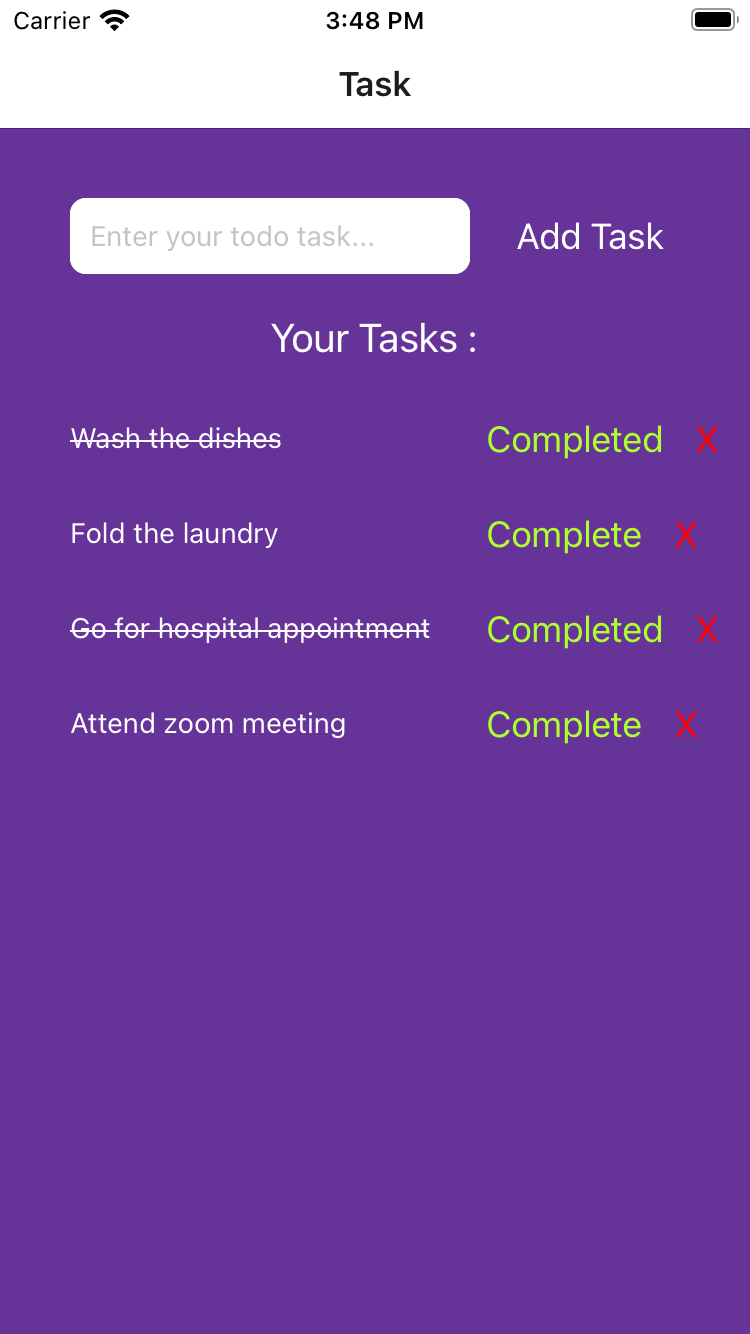 Carrier 3:48 PM
Task
Enter your todo task... Add Task
Your Tasks :
Wash the dishes Completed X
Fold the laundry Complete X
Go for hospital appointment Completed X
Attend zoom meeting Complete X